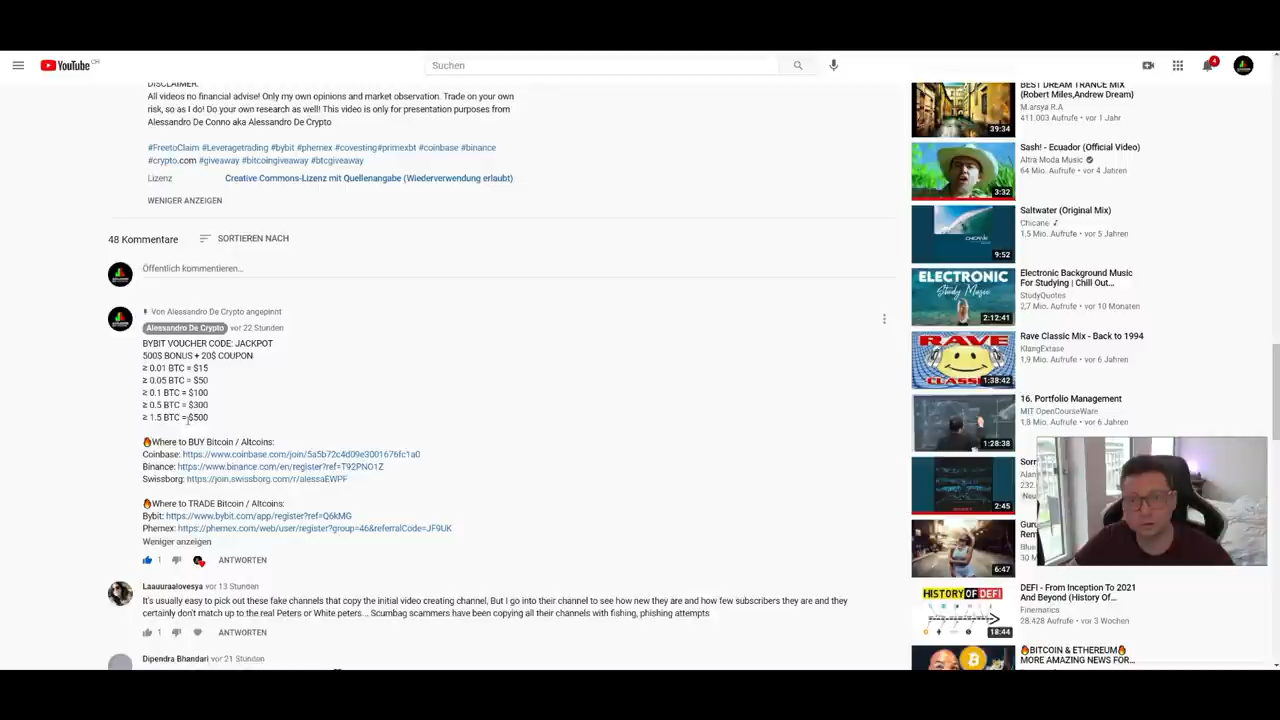 YouTube CH
Suchen
4
DISCLAIMER:
All videos no financial advise! Only my own opinions and market observation. Trade on your own
risk, so as I do! Do your own research as well! This video is only for presentation purposes from
Alessandro De Conno aka Alessandro De Crypto
#FreetoClaim #Leveragetrading #bybit #phemex #covesting#primexbt #coinbase #binance
#crypto.com #giveaway #bitcoingiveaway #btcgiveaway
Lizenz Creative Commons-Lizenz mit Quellenangabe (Wiederverwendung erlaubt)
WENIGER ANZEIGEN
48 Kommentare SORTIEREN NACH
Öffentlich kommentieren...
Von Alessandro De Crypto angepinnt
Alessandro De Crypto vor 22 Stunden
BYBIT VOUCHER CODE: JACKPOT
500$ BONUS + 20$ COUPON
≥ 0.01 BTC = $15
≥ 0.05 BTC = $50
≥ 0.1 BTC = $100
≥ 0.5 BTC = $300
≥ 1.5 BTC = $500
🔥Where to BUY Bitcoin / Altcoins:
Coinbase: https://www.coinbase.com/join/5a5b72c4d09e3001676fc1a0
Binance: https://www.binance.com/en/register?ref=T92PNO1Z
Swissborg: https://join.swissborg.com/r/alessaEWPF
🔥Where to TRADE Bitcoin / Altcoins:
Bybit: https://www.bybit.com/app/register?ref=Q6kMG
Phemex: https://phemex.com/web/user/register?group=46&referralCode=JF9UK
Weniger anzeigen
1 ANTWORTEN
Laauuraalovesya vor 13 Stunden
It's usually easy to pick out these fake channels that copy the initial video creating channel, But I go into their channel to see how new they are and how few subscribers they are and they
certainly don't match up to the real Peters or White peters... Scumbag scammers have been copying all their channels with fishing, phishing attempts
1 ANTWORTEN
Dipendra Bhandari vor 21 Stunden
BEST DREAM TRANCE MIX
(Robert Miles,Andrew Dream)
M.arsya R.A
411.003 Aufrufe • vor 1 Jahr
39:34
Sash! - Ecuador (Official Video)
Altra Moda Music
64 Mio. Aufrufe • vor 4 Jahren
3:32
Saltwater (Original Mix)
Chicane
1,5 Mio. Aufrufe • vor 5 Jahren
CHICANE
9:52
Electronic Background Music
For Studying | Chill Out...
StudyQuotes
2,7 Mio. Aufrufe • vor 10 Monaten
ELECTRONIC
Study Music
2:12:41
Rave Classic Mix - Back to 1994
KlangExtase
1,9 Mio. Aufrufe • vor 6 Jahren
RAVE
CLASSIC
1:38:42
16. Portfolio Management
MIT OpenCourseWare
1,8 Mio. Aufrufe • vor 6 Jahren
1:28:38
Alan
232.
2:45
Rem
30 M
6:47
DEFI - From Inception To 2021
And Beyond (History Of...
Finematics
28.428 Aufrufe • vor 3 Wochen
HISTORY OF DEFI
18:44
🔥BITCOIN & ETHEREUM🔥
MORE AMAZING NEWS FOR...